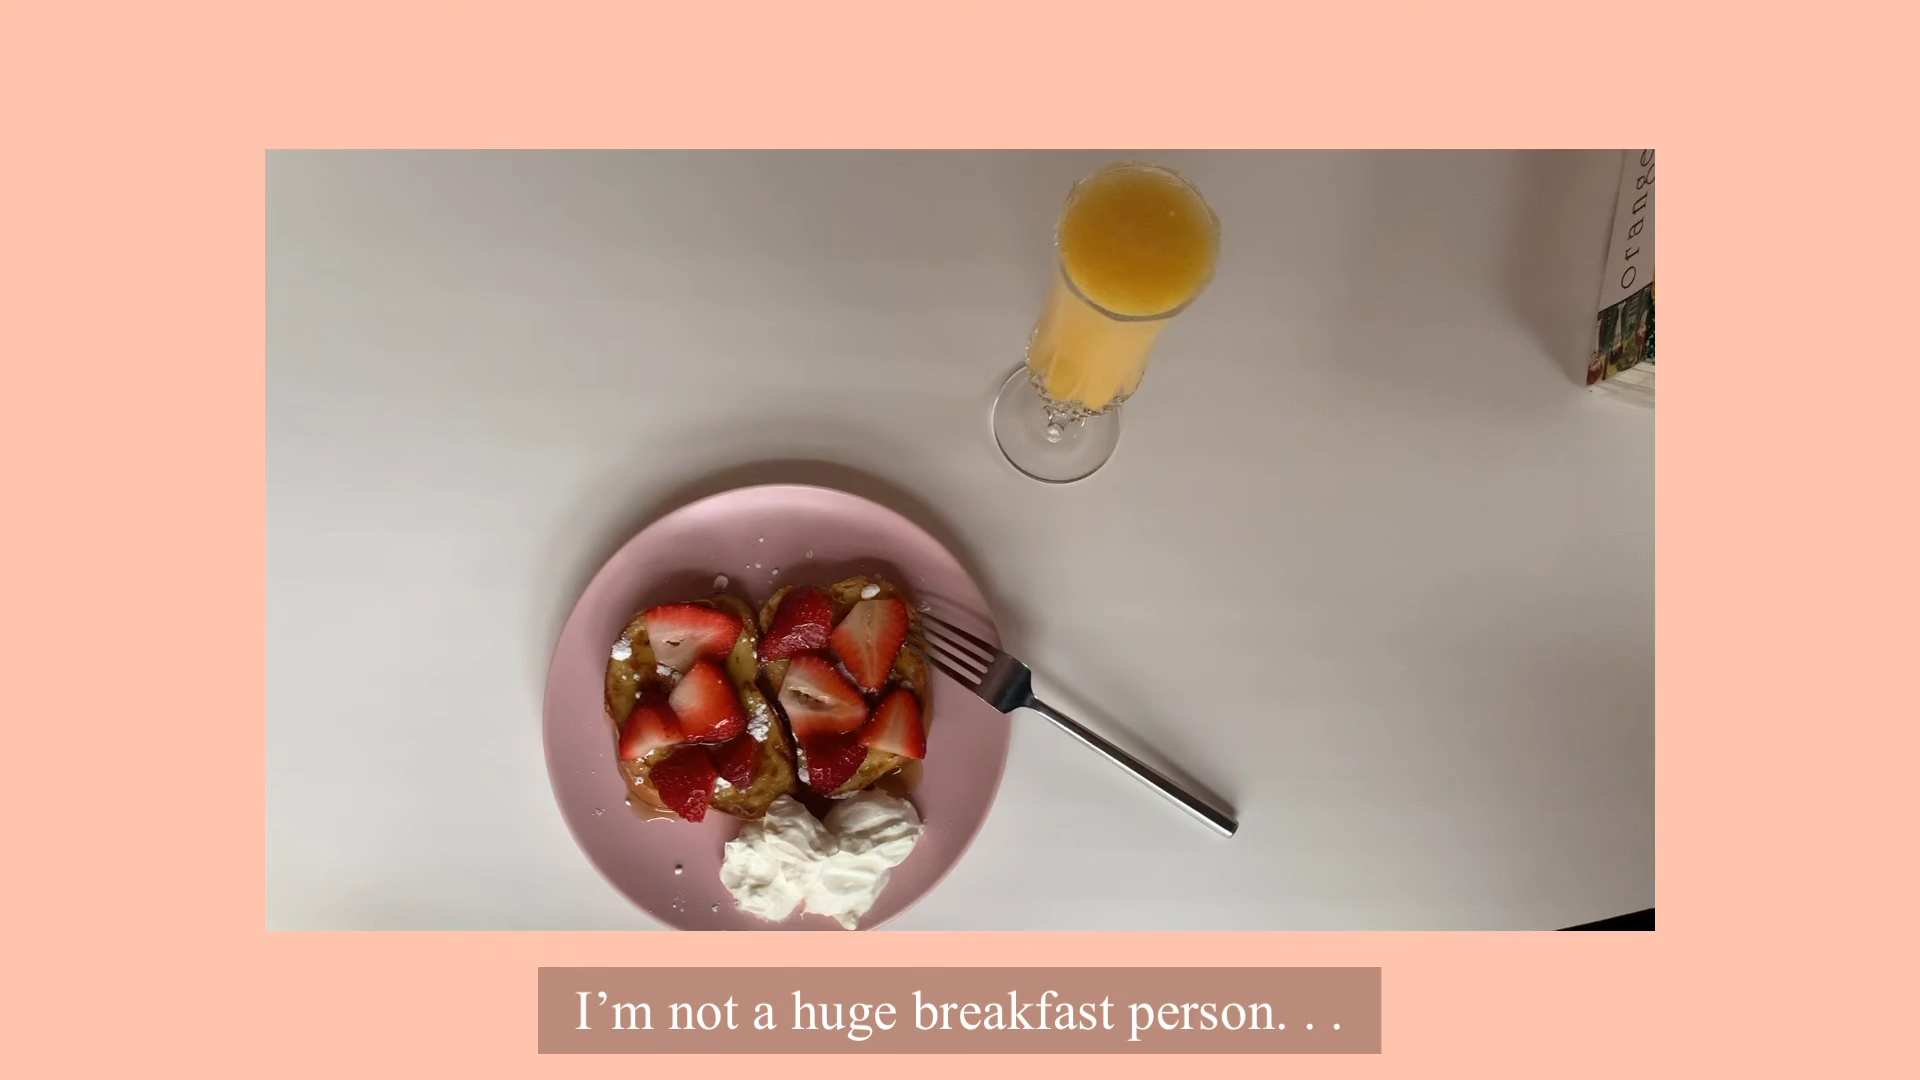 Orange
I’m not a huge breakfast person. . .